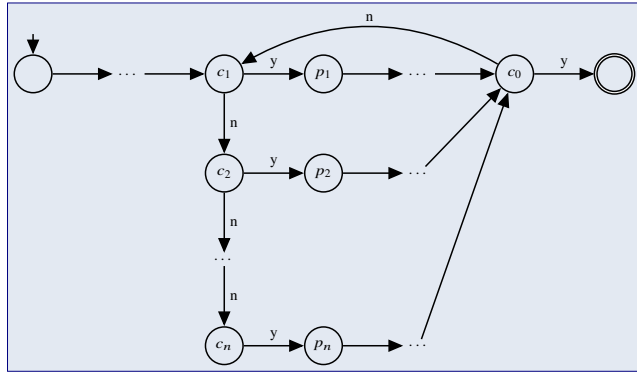 n
… c₁ y p₁ … c₀ y
n
c₂ y p₂ …
n
…
n
cₙ y pₙ …